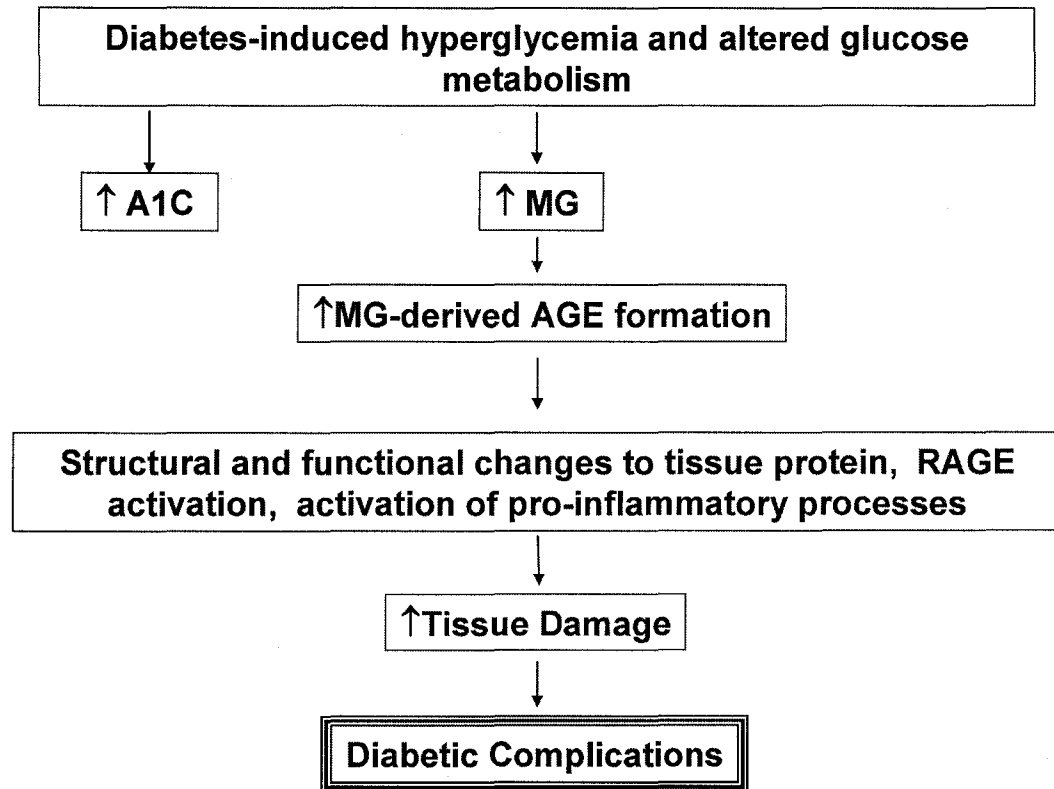 Diabetes-induced hyperglycemia and altered glucose
metabolism
↑ A1C
↑ MG
↑MG-derived AGE formation
Structural and functional changes to tissue protein, RAGE
activation, activation of pro-inflammatory processes
↑Tissue Damage
Diabetic Complications